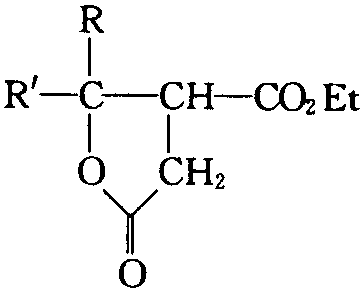 R
R′ C CH CO₂Et
O CH₂
O